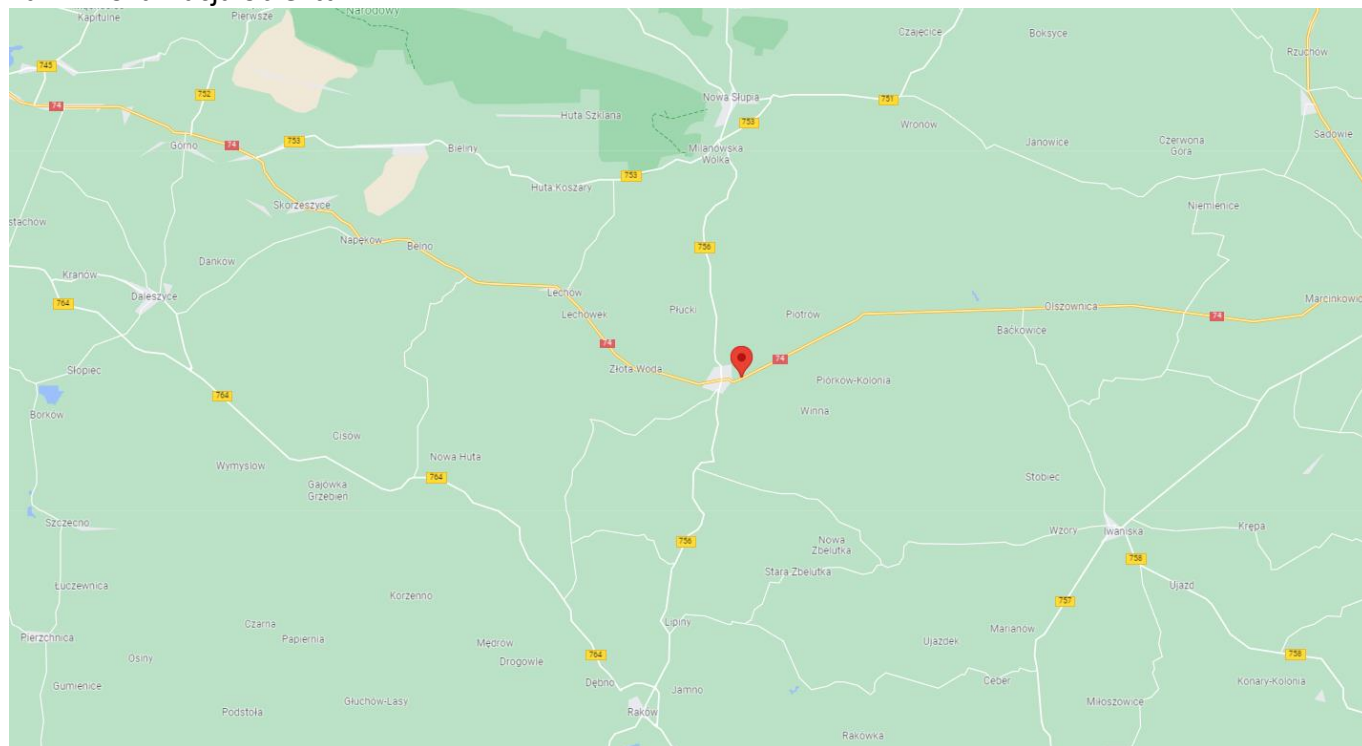 Kapitulne
Pierwsze
Narodowy
Czajęcice
Boksyce
Rzuchów
745
74
752
Huta Szklana
Nowa Słupia
751
753
Wronów
Sadowie
Górno
74
753
Bieliny
Milanowska
Wólka
Janowice
Czerwona
Góra
753
Huta Koszary
Skorzeszyce
Niemienice
stachów
Napęków
Belno
756
Danków
Kranów
Daleszyce
764
Lechów
Lechówek
Płucki
Piotrów
Olszownica
Marcinkowic
74
Baćkowice
74
74
Złota Woda
Słopiec
Piórków-Kolonia
764
Borków
Winna
Cisów
Nowa Huta
Wymysłów
764
Gajówka
Grzebień
Stobiec
Szczecno
Wzory
Iwaniska
Krępa
756
Nowa
Zbelutka
758
Stara Zbelutka
Łuczewnica
Ujazd
Korzenno
757
Czarna
Lipiny
Marianów
Pierzchnica
Papiernia
Mędrów
Ujazdek
Osiny
764
Drogowle
758
Gumienice
Dębno
Jamno
Ceber
Konary-Kolonia
Głuchów-Lasy
Miłoszowice
Podstoła
Raków
Rakówka